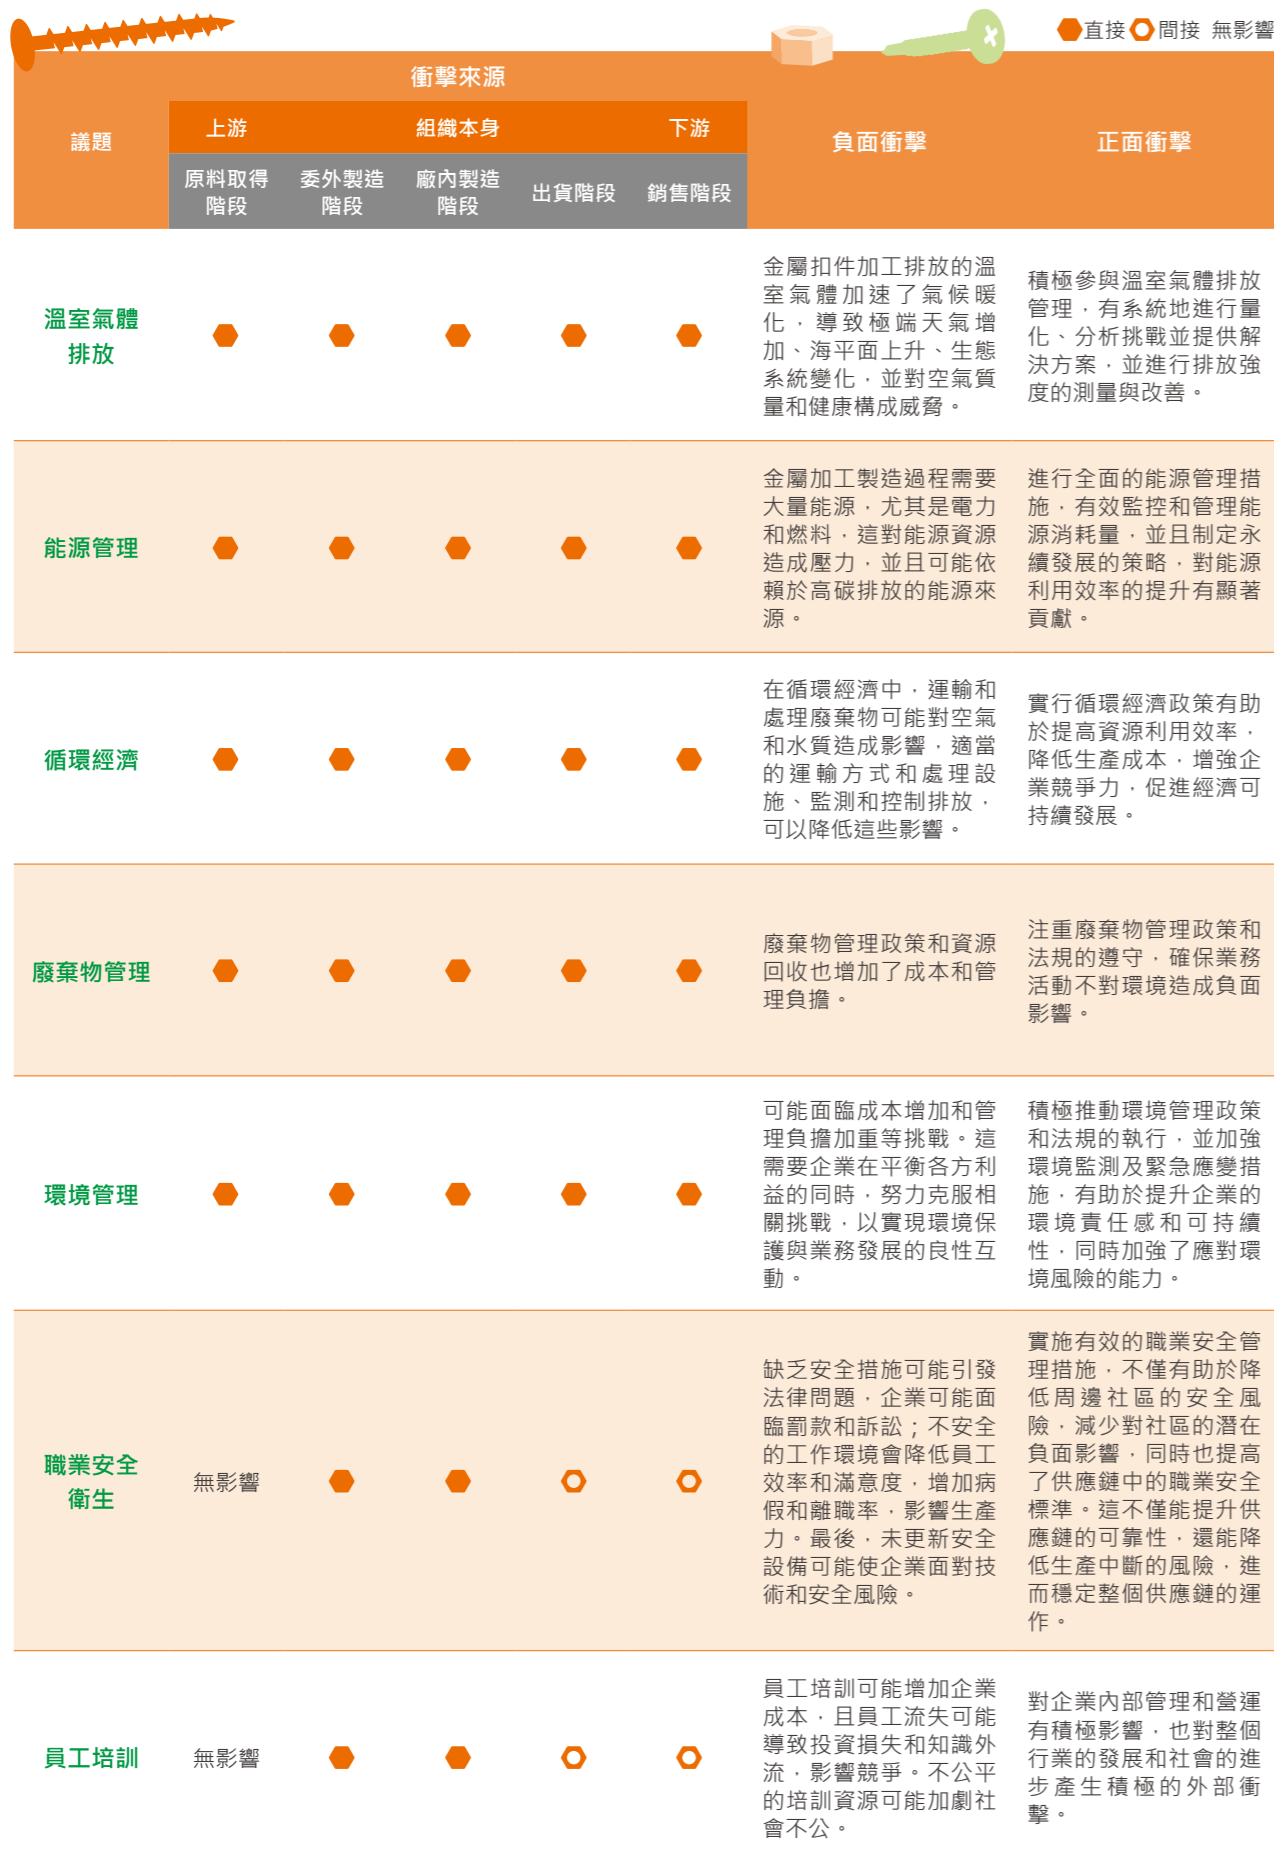 直接 間接 無影響
衝擊來源
議題
上游
組織本身
下游
負面衝擊
正面衝擊
原料取得
階段
委外製造
階段
廠內製造
階段
出貨階段
銷售階段
溫室氣體
排放
金屬扣件加工排放的溫
室氣體加速了氣候暖
化，導致極端天氣增
加、海平面上升、生態
系統變化，並對空氣質
量和健康構成威脅。
積極參與溫室氣體排放
管理，有系統地進行量
化、分析挑戰並提供解
決方案，並進行排放強
度的測量與改善。
能源管理
金屬加工製造過程需要
大量能源，尤其是電力
和燃料，這對能源資源
造成壓力，並且可能依
賴於高碳排放的能源來
源。
進行全面的能源管理措
施，有效監控和管理能
源消耗量，並且制定永
續發展的策略，對能源
利用效率的提升有顯著
貢獻。
循環經濟
在循環經濟中，運輸和
處理廢棄物可能對空氣
和水質造成影響，適當
的運輸方式和處理設
施、監測和控制排放，
可以降低這些影響。
實行循環經濟政策有助
於提高資源利用效率，
降低生產成本，增強企
業競爭力，促進經濟可
持續發展。
廢棄物管理
廢棄物管理政策和資源
回收也增加了成本和管
理負擔。
注重廢棄物管理政策和
法規的遵守，確保業務
活動不對環境造成負面
影響。
環境管理
可能面臨成本增加和管
理負擔加重等挑戰。這
需要企業在平衡各方利
益的同時，努力克服相
關挑戰，以實現環境保
護與業務發展的良性互
動。
積極推動環境管理政策
和法規的執行，並加強
環境監測及緊急應變措
施，有助於提升企業的
環境責任感和可持續
性，同時加強了應對環
境風險的能力。
職業安全
衛生
無影響
缺乏安全措施可能引發
法律問題，企業可能面
臨罰款和訴訟；不安全
的工作環境會降低員工
效率和滿意度，增加病
假和離職率，影響生產
力。最後，未更新安全
設備可能使企業面對技
術和安全風險。
實施有效的職業安全管
理措施，不僅有助於降
低周邊社區的安全風
險，減少對社區的潛在
負面影響，同時也提高
了供應鏈中的職業安全
標準。這不僅能提升供
應鏈的可靠性，還能降
低生產中斷的風險，進
而穩定整個供應鏈的運
作。
員工培訓
無影響
員工培訓可能增加企業
成本，且員工流失可能
導致投資損失和知識外
流，影響競爭。不公平
的培訓資源可能加劇社
會不公。
對企業內部管理和營運
有積極影響，也對整個
行業的發展和社會的進
步產生積極的外部衝
擊。